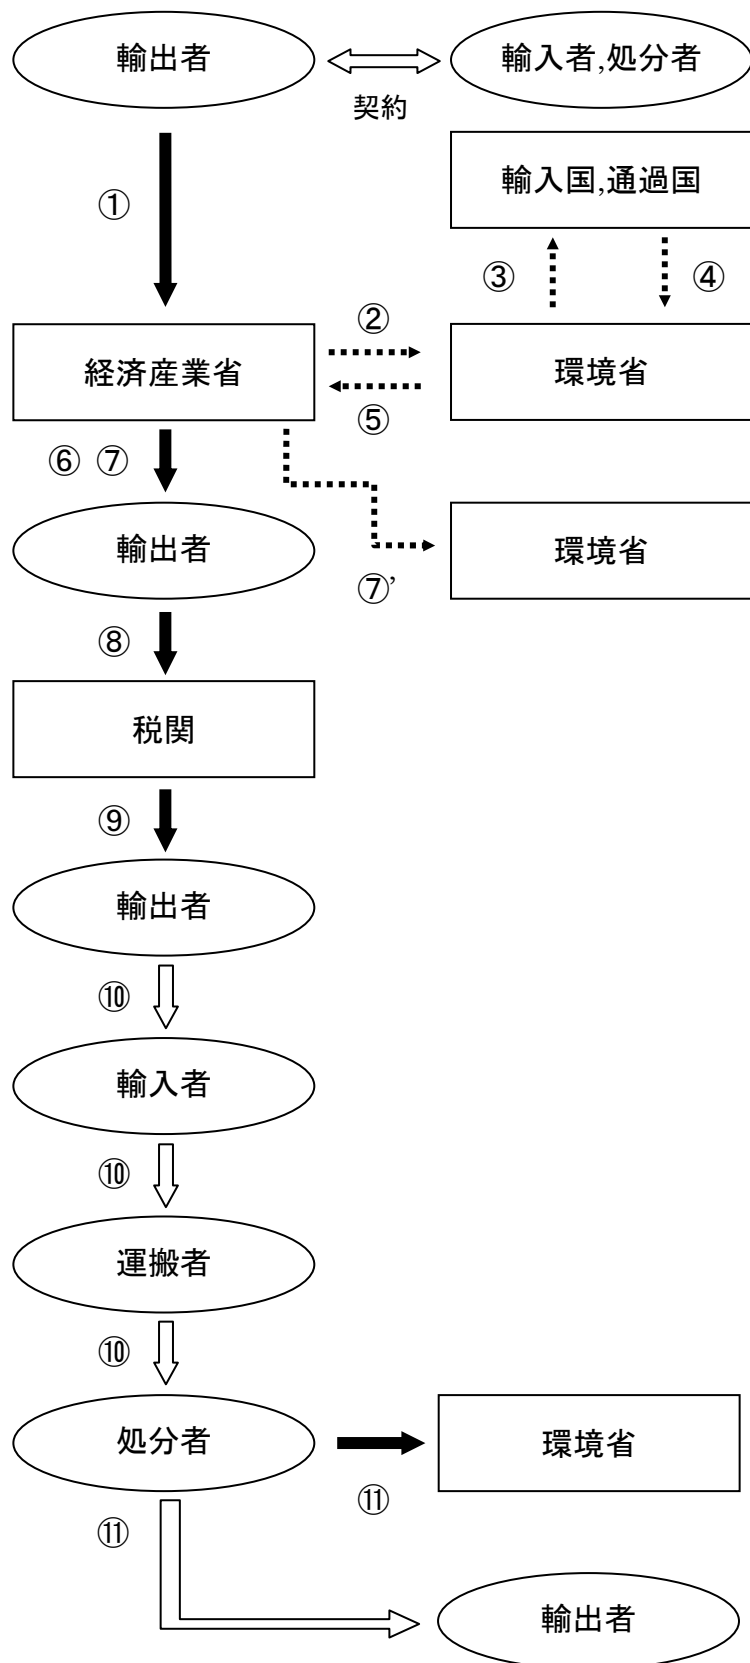 輸出者
輸入者,処分者
契約
輸入国,通過国
①
③
④
②
経済産業省
環境省
⑤
⑥ ⑦
輸出者
環境省
⑦’
⑧
税関
⑨
輸出者
⑩
輸入者
⑩
運搬者
⑩
処分者
環境省
⑪
⑪
輸出者